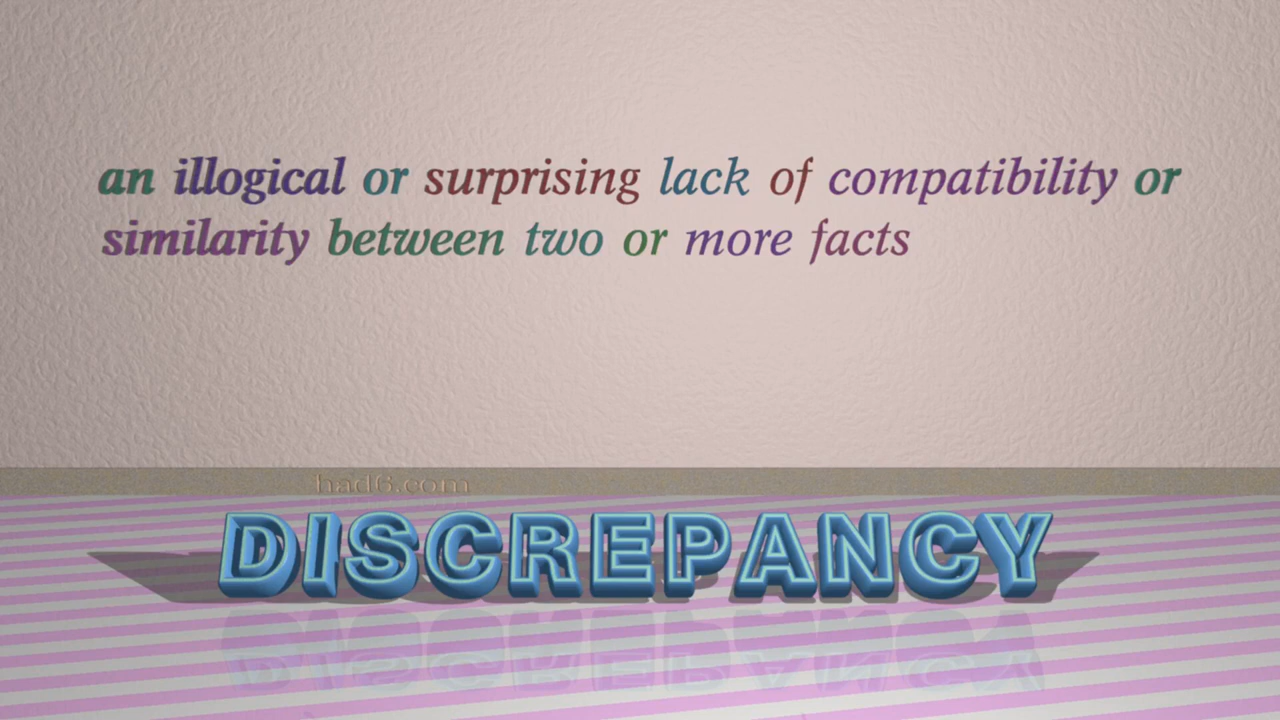 an illogical or surprising lack of compatibility or
similarity between two or more facts
had6.com
DISCREPANCY